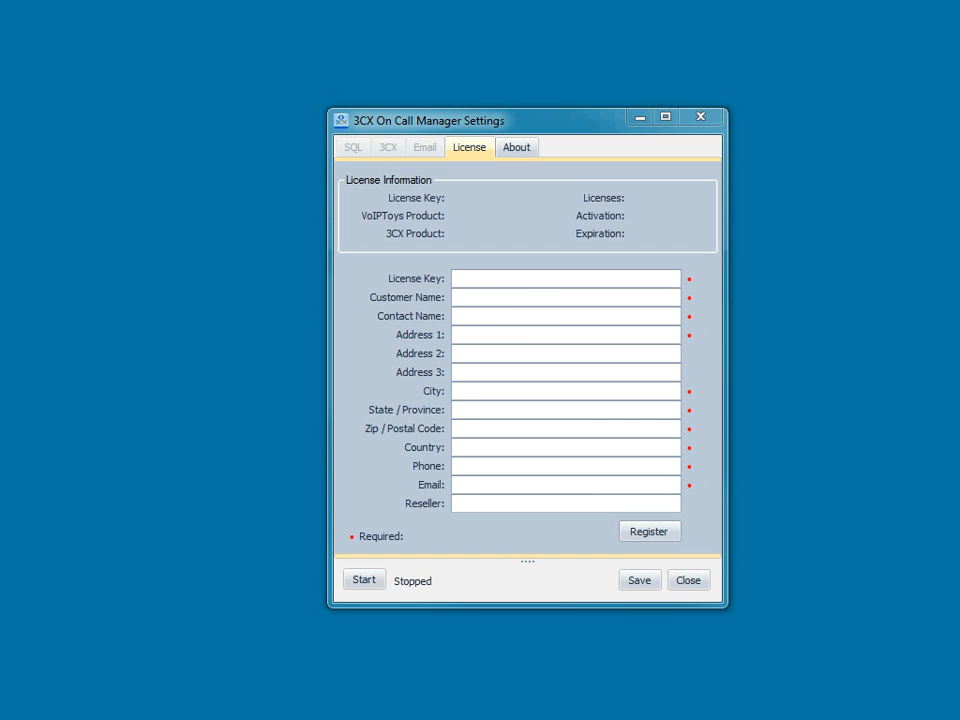 3CX On Call Manager Settings
SQL 3CX Email License About
License Information
License Key: Licenses:
VoIPToys Product: Activation:
3CX Product: Expiration:
License Key:
Customer Name:
Contact Name:
Address 1:
Address 2:
Address 3:
City:
State / Province:
Zip / Postal Code:
Country:
Phone:
Email:
Reseller:
Required: Register
Start Stopped Save Close